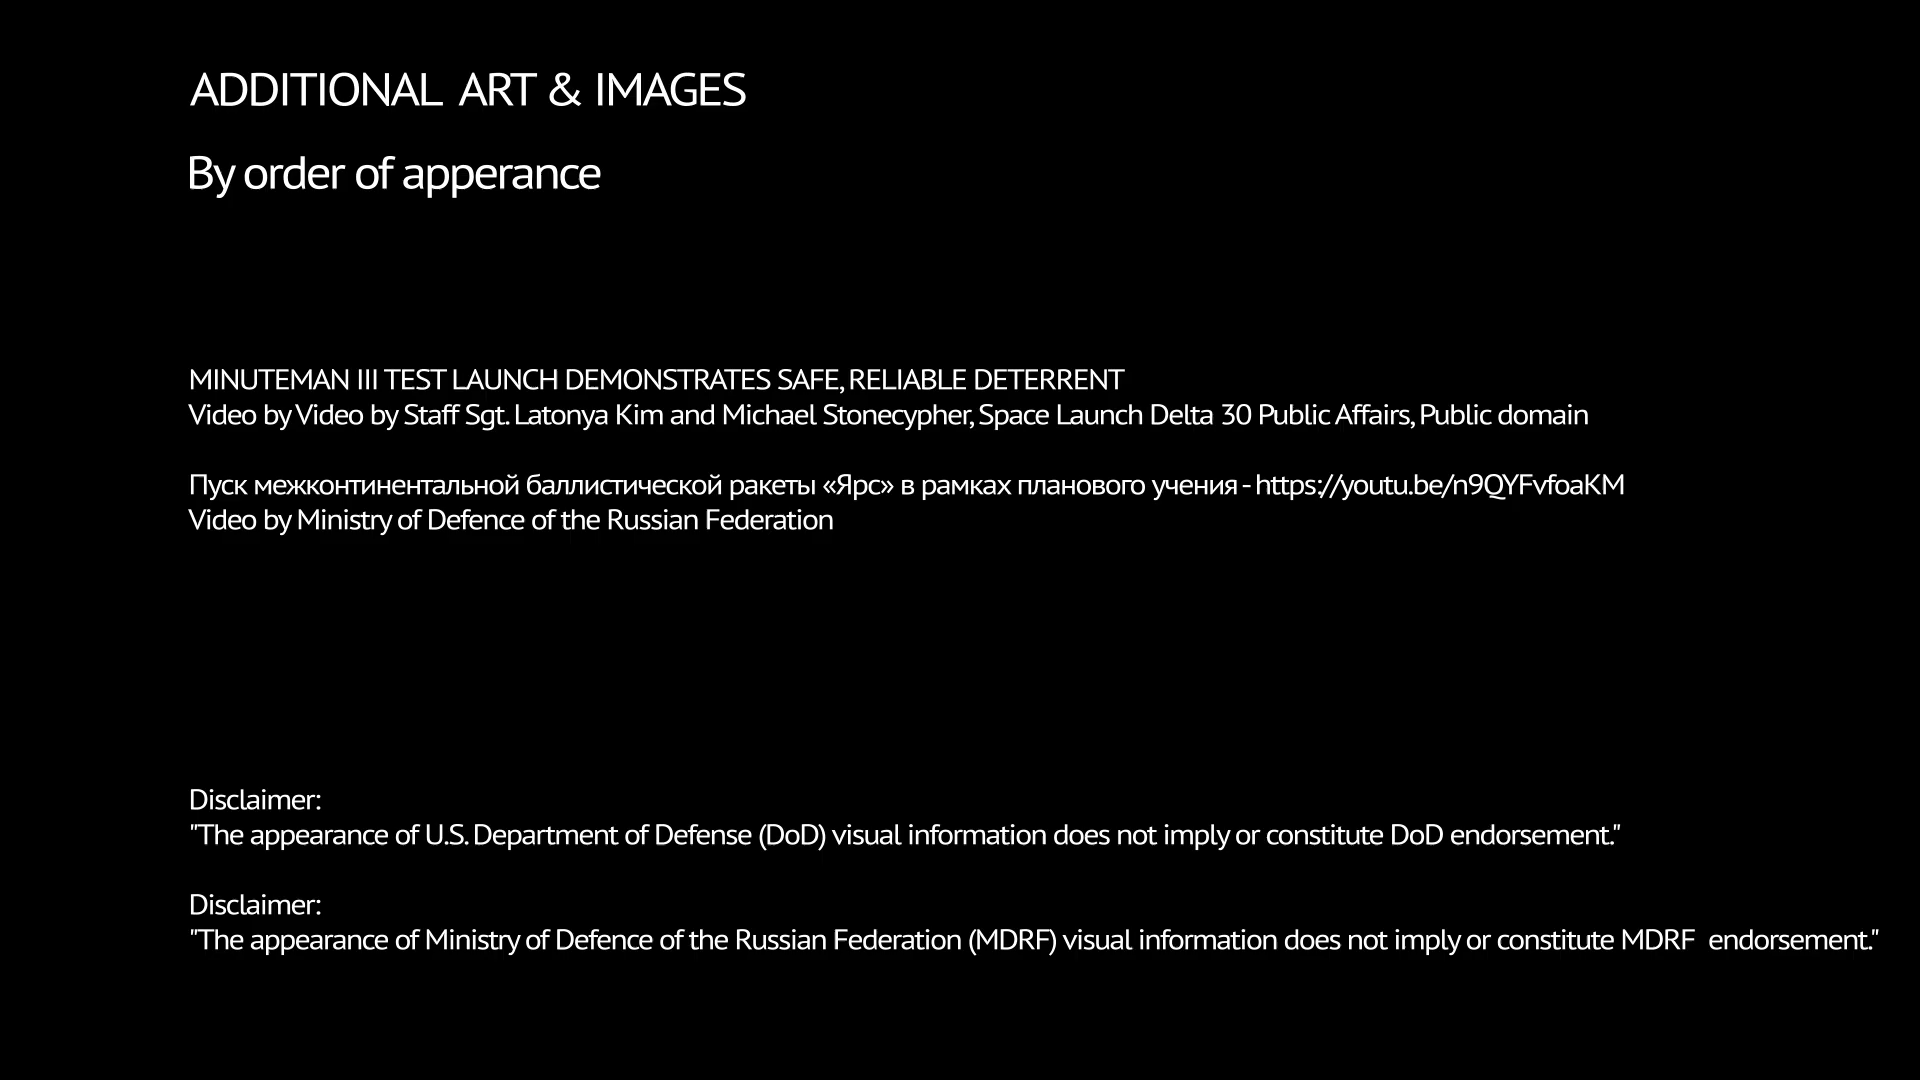 ADDITIONAL ART & IMAGES
By order of apperance
MINUTEMAN III TEST LAUNCH DEMONSTRATES SAFE, RELIABLE DETERRENT
Video by Video by Staff Sgt. Latonya Kim and Michael Stonecypher, Space Launch Delta 30 Public Affairs, Public domain
Пуск межконтинентальной баллистической ракеты «Ярс» в рамках планового учения - https://youtu.be/n9QYFvfoaKM
Video by Ministry of Defence of the Russian Federation
Disclaimer:
"The appearance of U.S. Department of Defense (DoD) visual information does not imply or constitute DoD endorsement."
Disclaimer:
"The appearance of Ministry of Defence of the Russian Federation (MDRF) visual information does not imply or constitute MDRF endorsement."